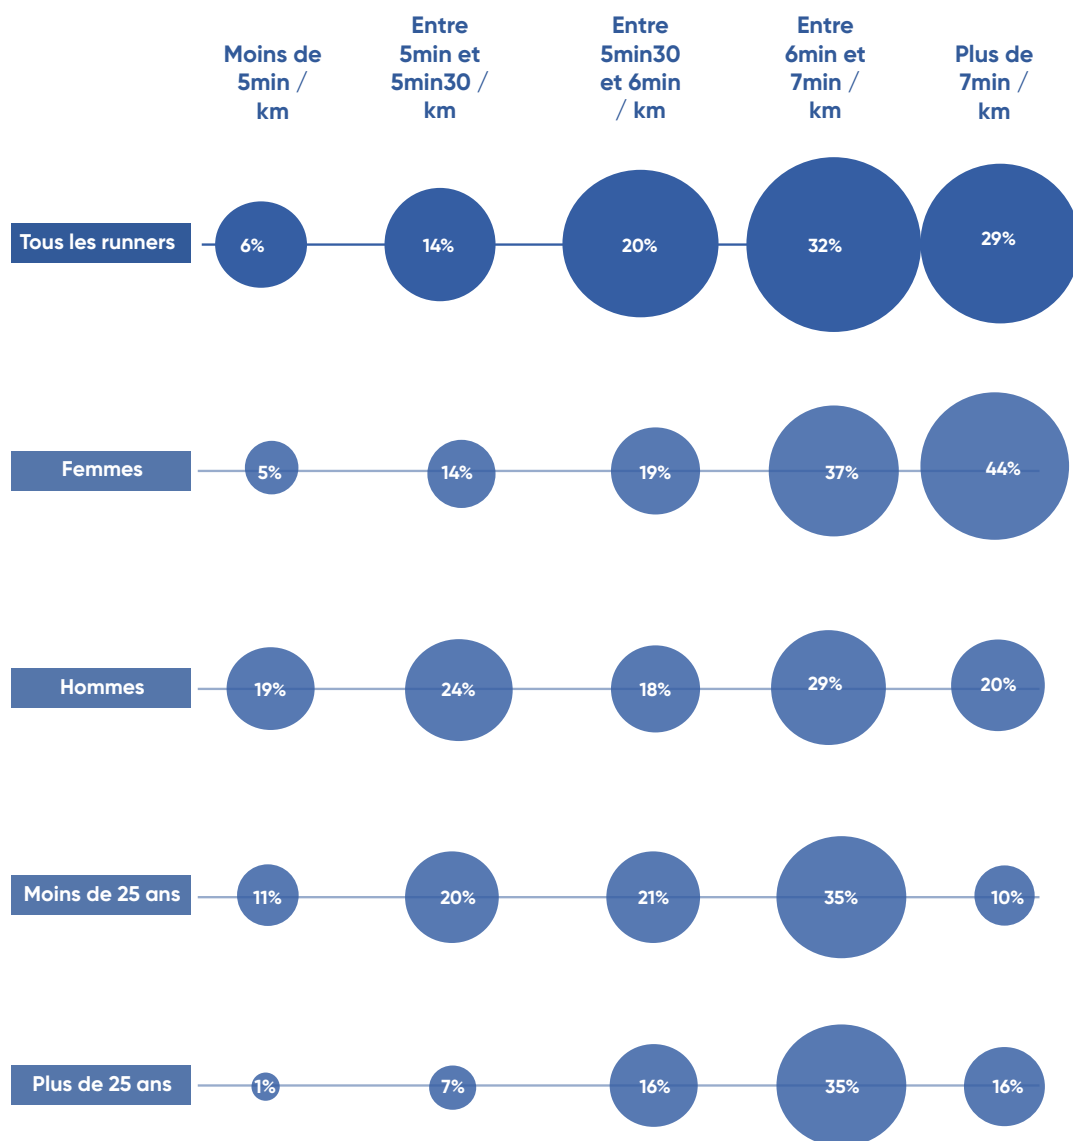 Moins de
5min /
km
Entre
5min et
5min30 /
km
Entre
5min30
et 6min
/ km
Entre
6min et
7min /
km
Plus de
7min /
km
Tous les runners
6%
14%
20%
32%
29%
Femmes
5%
14%
19%
37%
44%
Hommes
19%
24%
18%
29%
20%
Moins de 25 ans
11%
20%
21%
35%
10%
Plus de 25 ans
1%
7%
16%
35%
16%